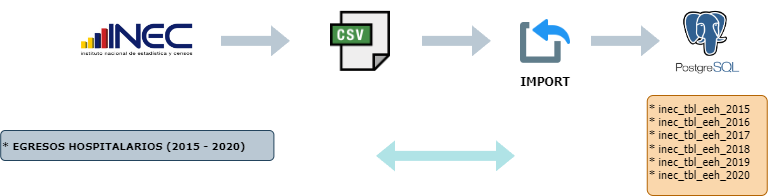 INEC
instituto nacional de estadística y censos
CSV
IMPORT
PostgreSQL
* EGRESOS HOSPITALARIOS (2015 - 2020)
* inec_tbl_eeh_2015
* inec_tbl_eeh_2016
* inec_tbl_eeh_2017
* inec_tbl_eeh_2018
* inec_tbl_eeh_2019
* inec_tbl_eeh_2020